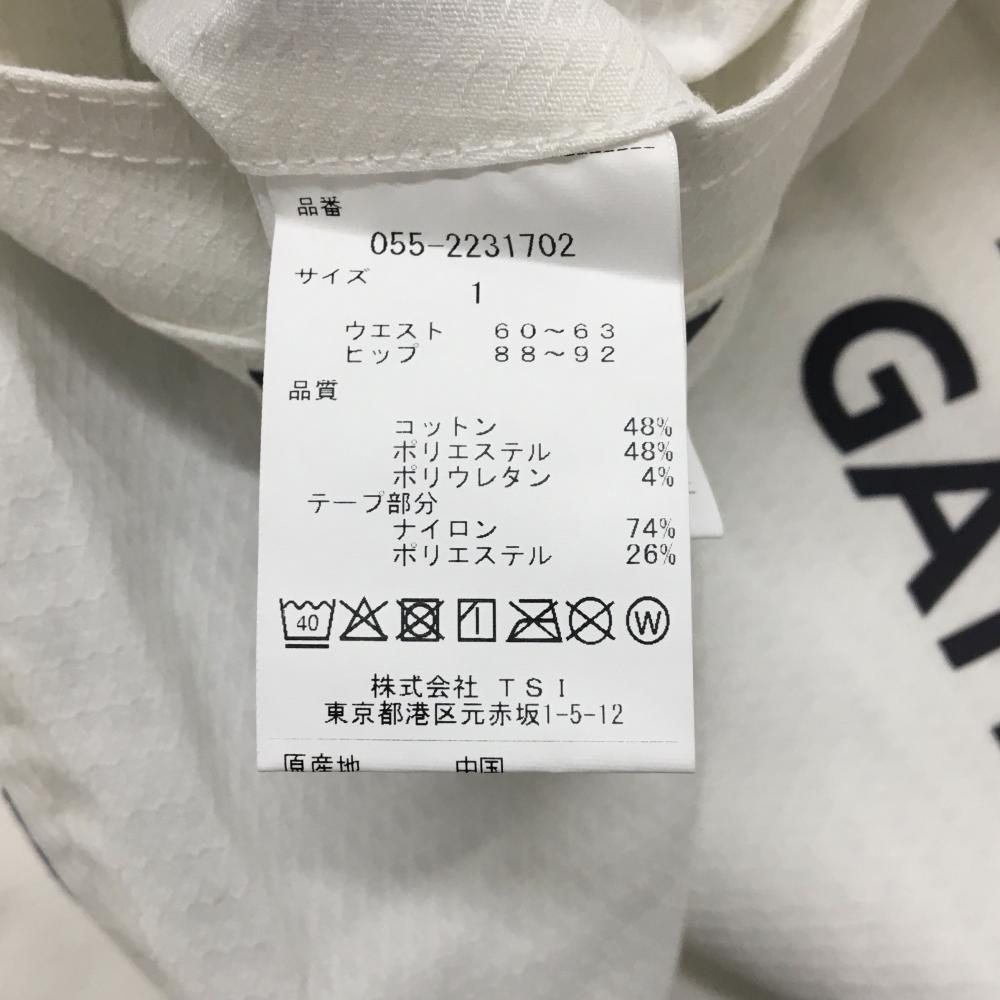 品番
055-2231702
サイズ
1
ウエスト 60～63
ヒップ 88～92
品質
コットン 48%
ポリエステル 48%
ポリウレタン 4%
テープ部分
ナイロン 74%
ポリエステル 26%
40
W
株式会社 TSI
東京都港区元赤坂1-5-12
原産地 中国
GA